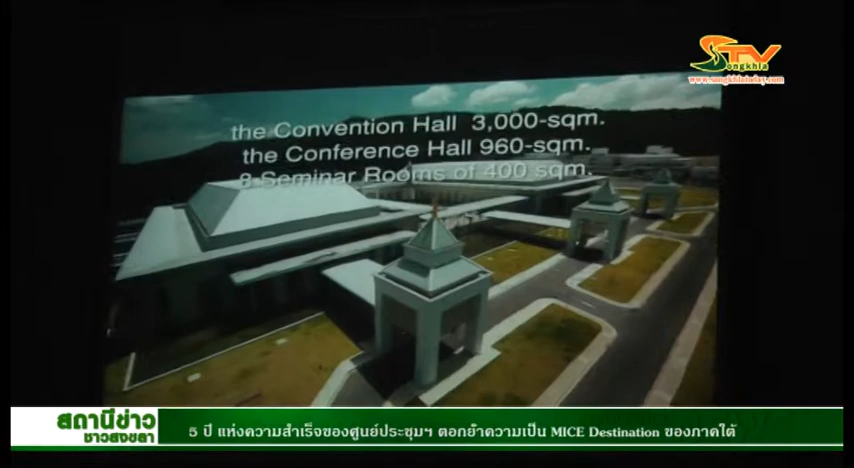 STV
Songkhla
www.songkhlatoday.com
the Convention Hall 3,000-sqm.
the Conference Hall 960-sqm.
8 Seminar Rooms of 400 sqm.
สถานีข่าว
ชาวสงขลา
5 ปี แห่งความสำเร็จของศูนย์ประชุมฯ ตอกย้ำความเป็น MICE Destination ของภาคใต้